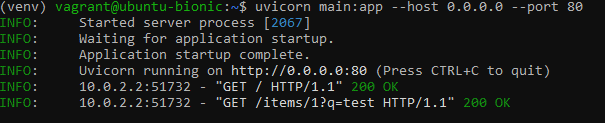 (venv) vagrant@ubuntu-bionic:~$ uvicorn main:app --host 0.0.0.0 --port 80
INFO:     Started server process [2067]
INFO:     Waiting for application startup.
INFO:     Application startup complete.
INFO:     Uvicorn running on http://0.0.0.0:80 (Press CTRL+C to quit)
INFO:     10.0.2.2:51732 - "GET / HTTP/1.1" 200 OK
INFO:     10.0.2.2:51732 - "GET /items/1?q=test HTTP/1.1" 200 OK